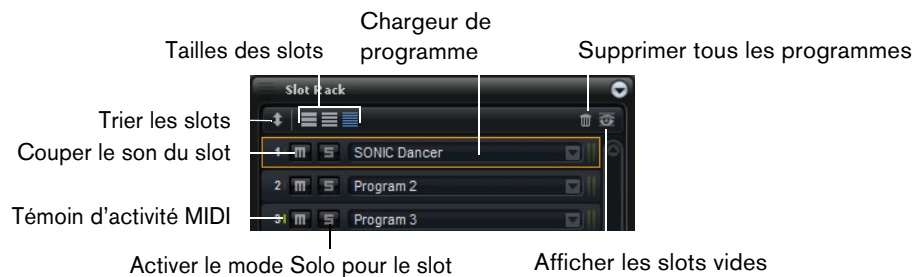 Chargeur de
programme
Tailles des slots
Supprimer tous les programmes
Slot Rack
Trier les slots
Couper le son du slot
1 m S SONIC Dancer
2 m S Program 2
Témoin d'activité MIDI
3 m S Program 3
Activer le mode Solo pour le slot
Afficher les slots vides